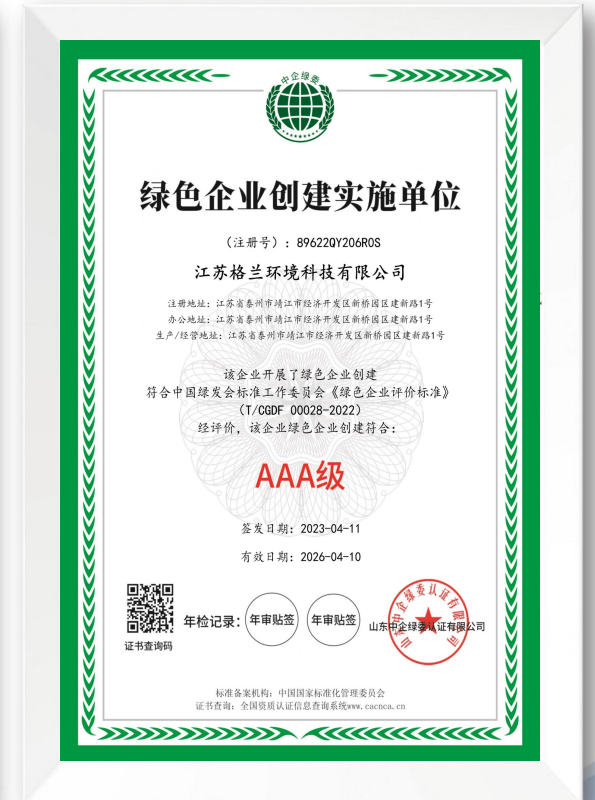 中企绿委
绿色企业创建实施单位
（注册号）: 89622QY206R0S
江苏格兰环境科技有限公司
注册地址: 江苏省泰州市靖江市经济开发区新桥园区建新路1号
办公地址: 江苏省泰州市靖江市经济开发区新桥园区建新路1号
生产/经营地址: 江苏省泰州市靖江市经济开发区新桥园区建新路1号
该企业开展了绿色企业创建
符合中国绿发会标准工作委员会《绿色企业评价标准》
（T/CGDF 00028-2022）
经评价，该企业绿色企业创建符合:
AAA级
签发日期: 2023-04-11
有效日期: 2026-04-10
证书查询码
年检记录:
年审贴签
年审贴签
山东中企绿委认证有限公司
山东中企绿委认证有限公司
标准备案机构: 中国国家标准化管理委员会
证书查询: 全国资质认证信息查询系统www.cacnca.cn